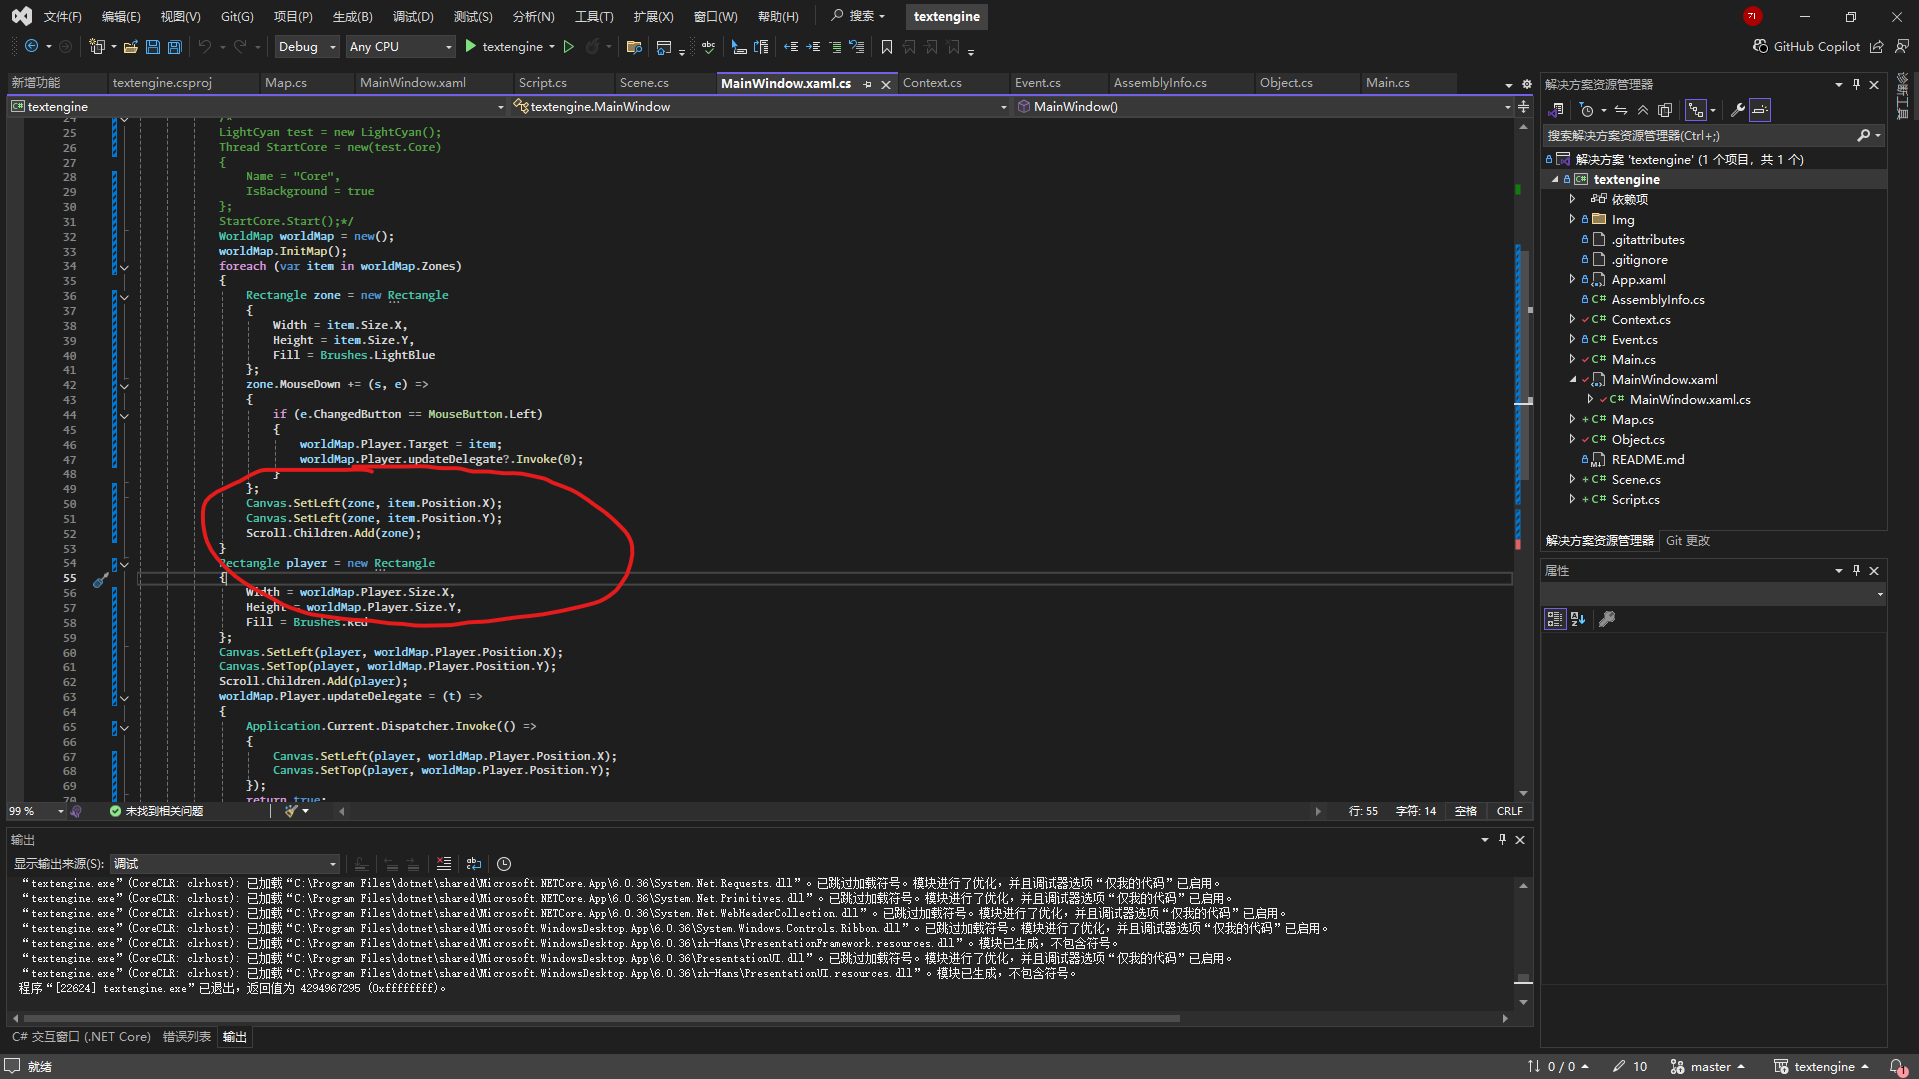 文件(F) 编辑(E) 视图(V) Git(G) 项目(P) 生成(B) 调试(D) 测试(S) 分析(N) 工具(T) 扩展(X) 窗口(W) 帮助(H) 搜索 textengine 71
Debug Any CPU textengine GitHub Copilot
新增功能 textengine.csproj Map.cs MainWindow.xaml Script.cs Scene.cs MainWindow.xaml.cs Context.cs Event.cs AssemblyInfo.cs Object.cs Main.cs
textengine textengine.MainWindow MainWindow()
24 /*
25 LightCyan test = new LightCyan();
26 Thread StartCore = new(test.Core)
27 {
28 Name = "Core",
29 IsBackground = true
30 };
31 StartCore.Start();*/
32 WorldMap worldMap = new();
33 worldMap.InitMap();
34 foreach (var item in worldMap.Zones)
35 {
36 Rectangle zone = new Rectangle
37 {
38 Width = item.Size.X,
39 Height = item.Size.Y,
40 Fill = Brushes.LightBlue
41 };
42 zone.MouseDown += (s, e) =>
43 {
44 if (e.ChangedButton == MouseButton.Left)
45 {
46 worldMap.Player.Target = item;
47 worldMap.Player.updateDelegate?.Invoke(0);
48 }
49 };
50 Canvas.SetLeft(zone, item.Position.X);
51 Canvas.SetLeft(zone, item.Position.Y);
52 Scroll.Children.Add(zone);
53 }
54 Rectangle player = new Rectangle
55 {
56 Width = worldMap.Player.Size.X,
57 Height = worldMap.Player.Size.Y,
58 Fill = Brushes.Red
59 };
60 Canvas.SetLeft(player, worldMap.Player.Position.X);
61 Canvas.SetTop(player, worldMap.Player.Position.Y);
62 Scroll.Children.Add(player);
63 worldMap.Player.updateDelegate = (t) =>
64 {
65 Application.Current.Dispatcher.Invoke(() =>
66 {
67 Canvas.SetLeft(player, worldMap.Player.Position.X);
68 Canvas.SetTop(player, worldMap.Player.Position.Y);
69 });
70 return true;
99 % 未找到相关问题 行: 55 字符: 14 空格 CRLF
输出
显示输出来源(S): 调试
“textengine.exe”(CoreCLR: clrhost): 已加载“C:\Program Files\dotnet\shared\Microsoft.NETCore.App\6.0.36\System.Net.Requests.dll”。已跳过加载符号。模块进行了优化，并且调试器选项“仅我的代码”已启用。
“textengine.exe”(CoreCLR: clrhost): 已加载“C:\Program Files\dotnet\shared\Microsoft.NETCore.App\6.0.36\System.Net.Primitives.dll”。已跳过加载符号。模块进行了优化，并且调试器选项“仅我的代码”已启用。
“textengine.exe”(CoreCLR: clrhost): 已加载“C:\Program Files\dotnet\shared\Microsoft.NETCore.App\6.0.36\System.Net.WebHeaderCollection.dll”。已跳过加载符号。模块进行了优化，并且调试器选项“仅我的代码”已启用。
“textengine.exe”(CoreCLR: clrhost): 已加载“C:\Program Files\dotnet\shared\Microsoft.WindowsDesktop.App\6.0.36\System.Windows.Controls.Ribbon.dll”。已跳过加载符号。模块进行了优化，并且调试器选项“仅我的代码”已启用。
“textengine.exe”(CoreCLR: clrhost): 已加载“C:\Program Files\dotnet\shared\Microsoft.WindowsDesktop.App\6.0.36\zh-Hans\PresentationFramework.resources.dll”。模块已生成，不包含符号。
“textengine.exe”(CoreCLR: clrhost): 已加载“C:\Program Files\dotnet\shared\Microsoft.WindowsDesktop.App\6.0.36\PresentationUI.dll”。已跳过加载符号。模块进行了优化，并且调试器选项“仅我的代码”已启用。
“textengine.exe”(CoreCLR: clrhost): 已加载“C:\Program Files\dotnet\shared\Microsoft.WindowsDesktop.App\6.0.36\zh-Hans\PresentationUI.resources.dll”。模块已生成，不包含符号。
程序“[22624] textengine.exe”已退出，返回值为 4294967295 (0xffffffff)。
C# 交互窗口 (.NET Core) 错误列表 输出
解决方案资源管理器
搜索解决方案资源管理器(Ctrl+;)
解决方案 'textengine' (1 个项目，共 1 个)
textengine
依赖项
Img
.gitattributes
.gitignore
App.xaml
AssemblyInfo.cs
Context.cs
Event.cs
Main.cs
MainWindow.xaml
MainWindow.xaml.cs
Map.cs
Object.cs
README.md
Scene.cs
Script.cs
解决方案资源管理器 Git 更改
属性
诊断工具
就绪 0 / 0 10 master textengine 1